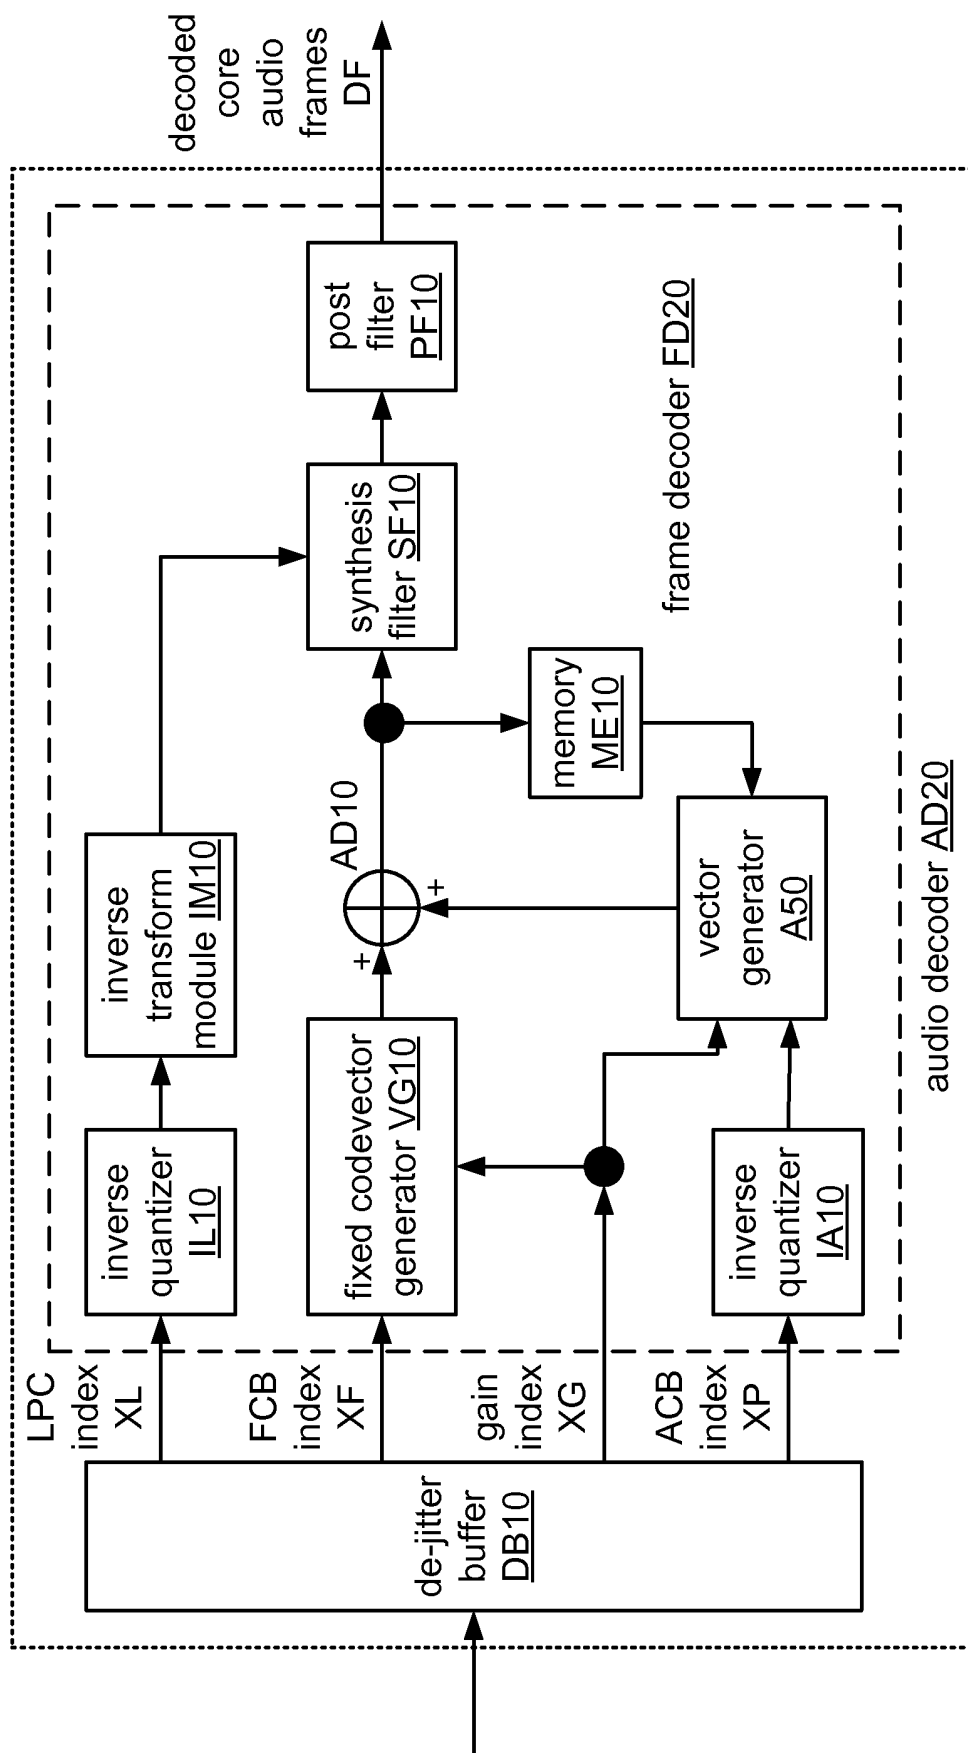 de-jitter
buffer
DB10
LPC
index
XL
FCB
index
XF
gain
index
XG
ACB
index
XP
inverse
quantizer
IL10
inverse
transform
module IM10
fixed codevector
generator VG10
inverse
quantizer
IA10
+
AD10
+
vector
generator
A50
memory
ME10
synthesis
filter SF10
post
filter
PF10
frame decoder FD20
audio decoder AD20
decoded
core
audio
frames
DF